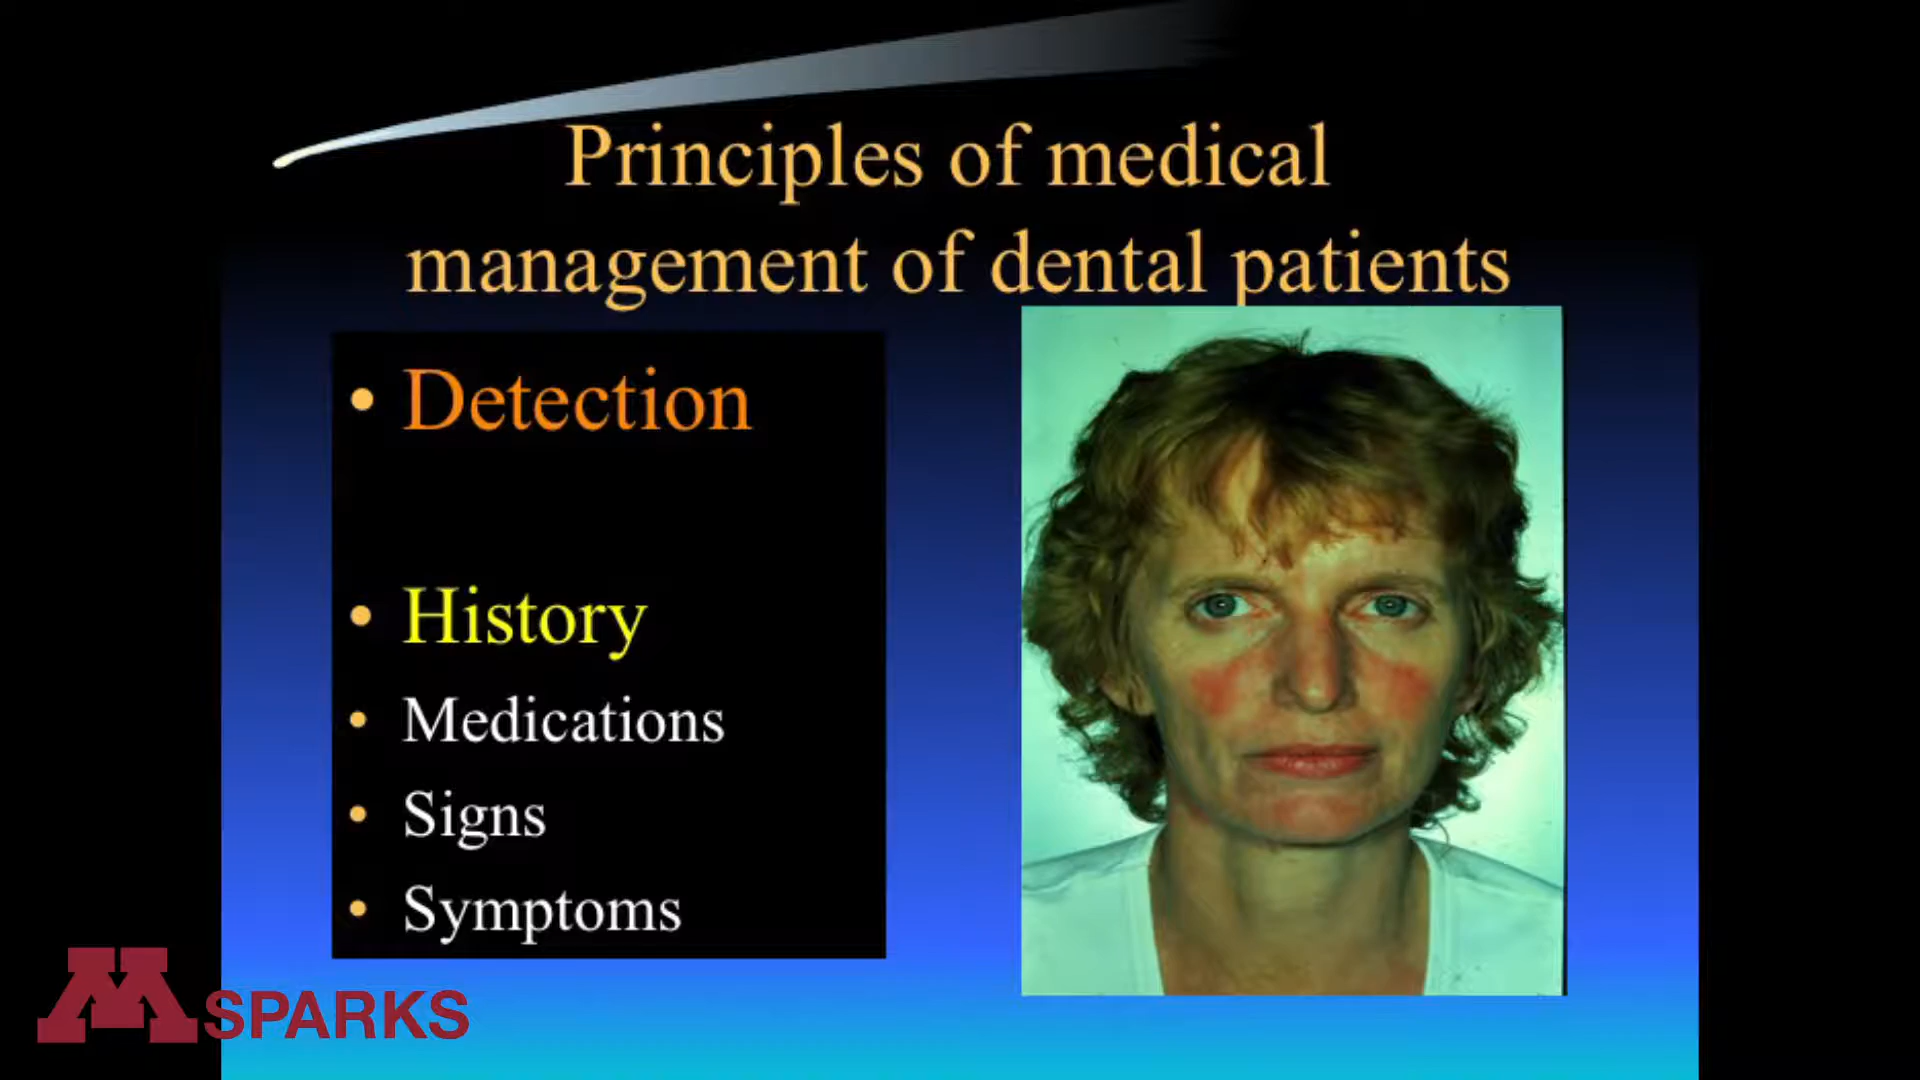 Principles of medical
management of dental patients
• Detection
• History
• Medications
• Signs
• Symptoms
M SPARKS